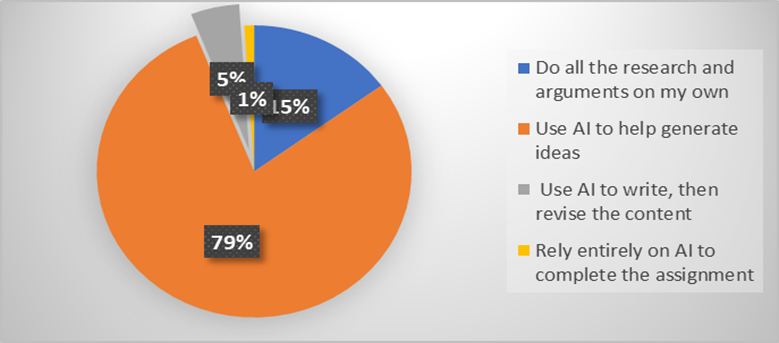 5%
1%
15%
79%
Do all the research and
arguments on my own
Use AI to help generate
ideas
Use AI to write, then
revise the content
Rely entirely on AI to
complete the assignment